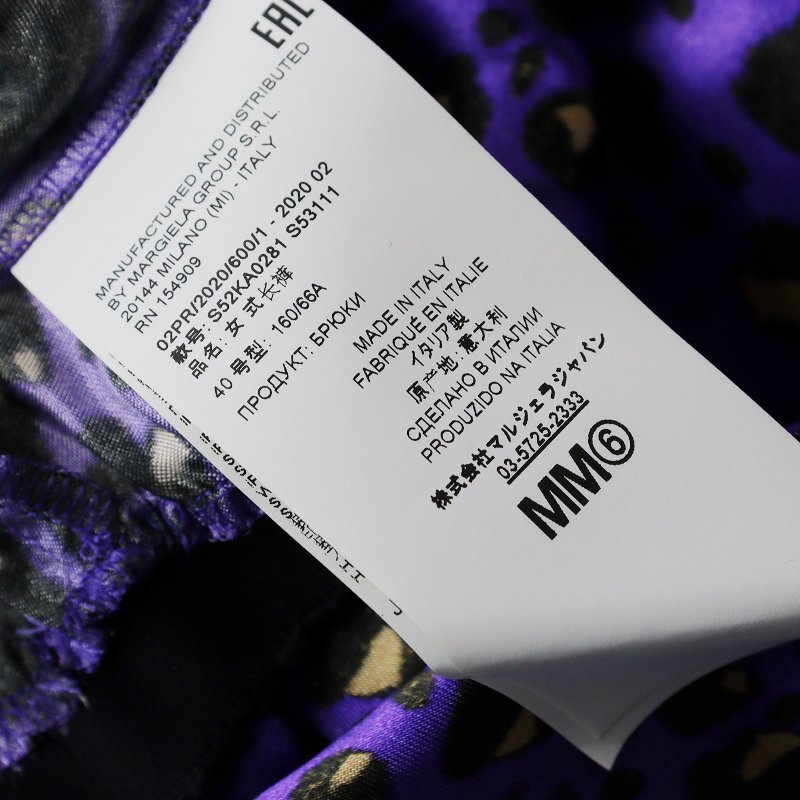 EAC
MANUFACTURED AND DISTRIBUTED
BY MARGIELA GROUP S.R.L.
20144 MILANO (MI) - ITALY
RN 154909
02PR/2020/600/1 - 2020 02
款号: S52KA0281 S53111
品名: 女 式长裤
40 号型: 160/66A
ПРОДУКТ: БРЮКИ
MADE IN ITALY
FABRIQUÉ EN ITALIE
イタリア製
原产地: 意大利
СДЕЛАНО В ИТАЛИИ
PRODUZIDO NA ITALIA
株式会社マルジェラジャパン
03-5725-2333
MM⑥